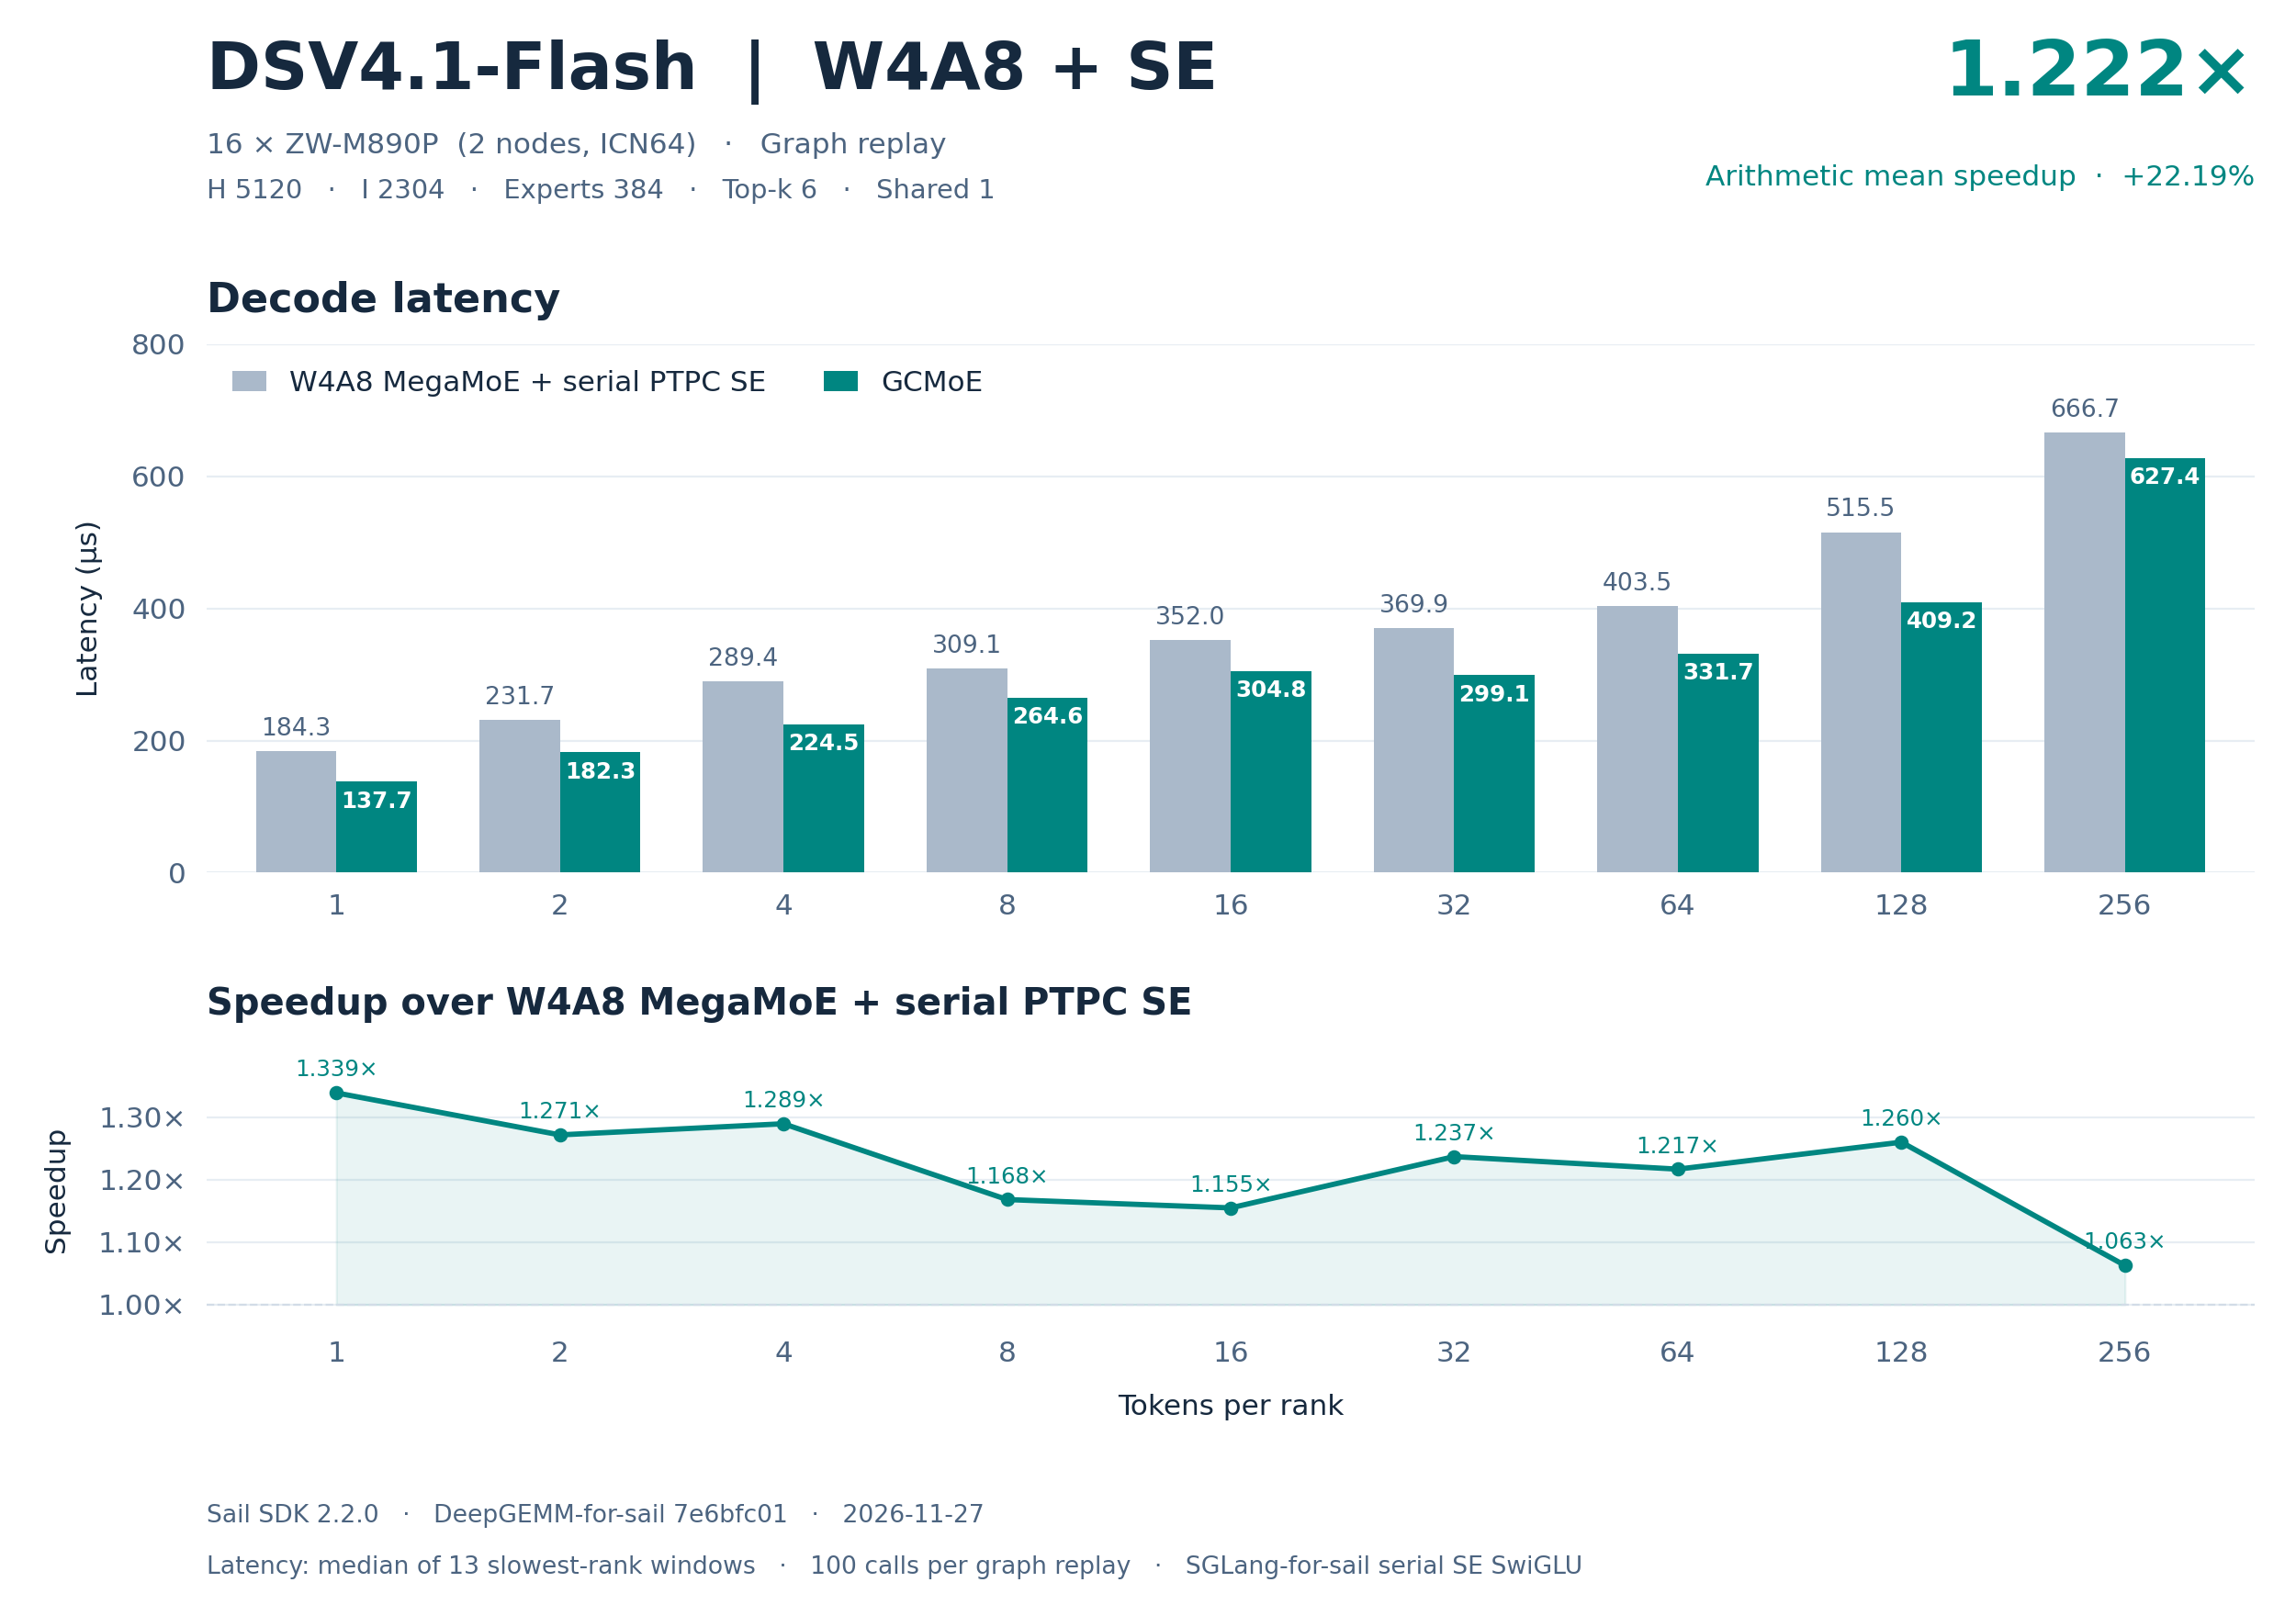 DSV4.1-Flash | W4A8 + SE
1.222×
16 × ZW-M890P (2 nodes, ICN64) · Graph replay
Arithmetic mean speedup · +22.19%
H 5120 · I 2304 · Experts 384 · Top-k 6 · Shared 1
Decode latency
W4A8 MegaMoE + serial PTPC SE
GCMoE
Latency (µs)
800
600
400
200
0
184.3
137.7
231.7
182.3
289.4
224.5
309.1
264.6
352.0
304.8
369.9
299.1
403.5
331.7
515.5
409.2
666.7
627.4
1 2 4 8 16 32 64 128 256
Speedup over W4A8 MegaMoE + serial PTPC SE
Speedup
1.30×
1.20×
1.10×
1.00×
1.339×
1.271×
1.289×
1.168×
1.155×
1.237×
1.217×
1.260×
1.063×
1 2 4 8 16 32 64 128 256
Tokens per rank
Sail SDK 2.2.0 · DeepGEMM-for-sail 7e6bfc01 · 2026-11-27
Latency: median of 13 slowest-rank windows · 100 calls per graph replay · SGLang-for-sail serial SE SwiGLU